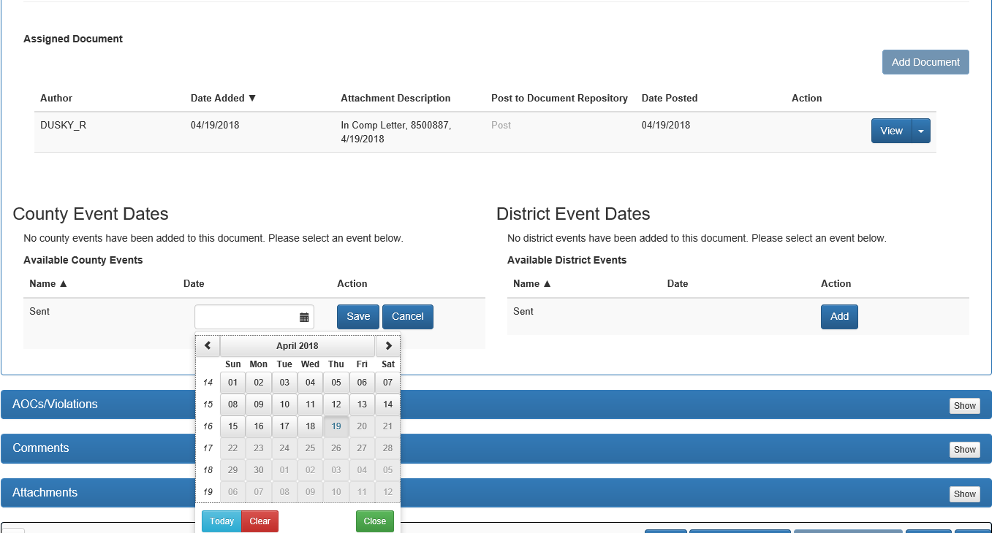 Assigned Document
Add Document
Author Date Added ▼ Attachment Description Post to Document Repository Date Posted Action
DUSKY_R 04/19/2018 In Comp Letter, 8500887, Post 04/19/2018 View
4/19/2018
County Event Dates
No county events have been added to this document. Please select an event below.
Available County Events
Name ▲ Date Action
Sent Save Cancel
April 2018
Sun Mon Tue Wed Thu Fri Sat
14 01 02 03 04 05 06 07
15 08 09 10 11 12 13 14
16 15 16 17 18 19 20 21
17 22 23 24 25 26 27 28
18 29 30 01 02 03 04 05
19 06 07 08 09 10 11 12
Today Clear Close
District Event Dates
No district events have been added to this document. Please select an event below.
Available District Events
Name ▲ Date Action
Sent Add
AOCs/Violations Show
Comments Show
Attachments Show